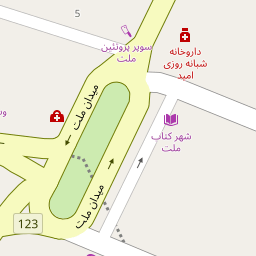 5
سوپر پروتئین
ملت
داروخانه
شبانه روزی
امید
میدان ملت
شهر کتاب
ملت
میدان ملت
123